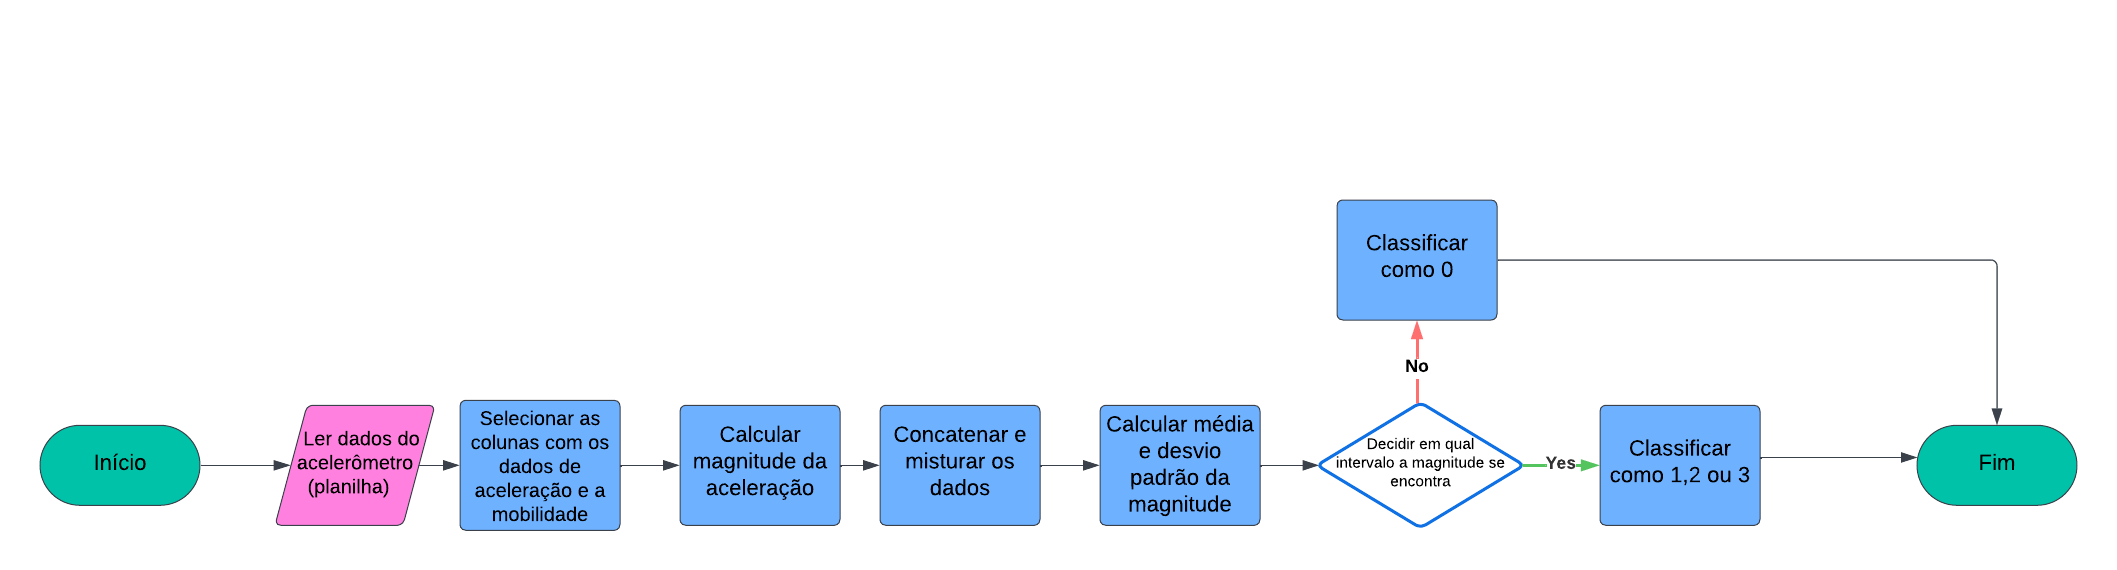 Início
Ler dados do
acelerômetro
(planilha)
Selecionar as
colunas com os
dados de
aceleração e a
mobilidade
Calcular
magnitude da
aceleração
Concatenar e
misturar os
dados
Calcular média
e desvio
padrão da
magnitude
Decidir em qual
intervalo a magnitude se
encontra
No
Classificar
como 0
Yes
Classificar
como 1,2 ou 3
Fim